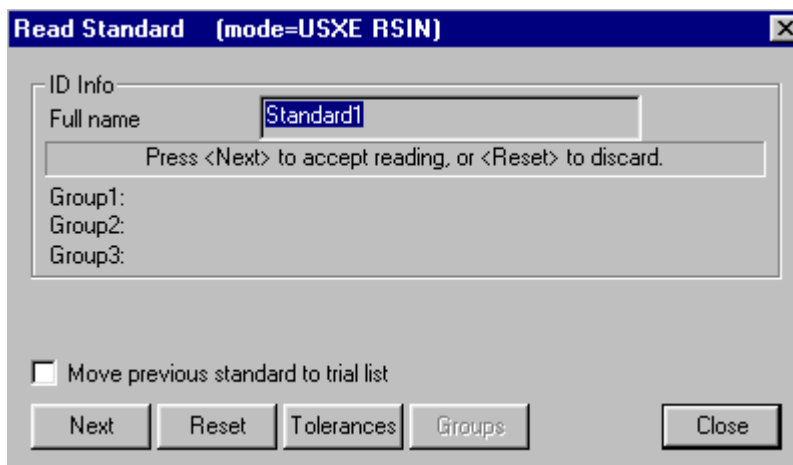 Read Standard (mode=USXE RSIN)
ID Info
Full name Standard1
Press <Next> to accept reading, or <Reset> to discard.
Group1:
Group2:
Group3:
Move previous standard to trial list
Next Reset Tolerances Groups Close